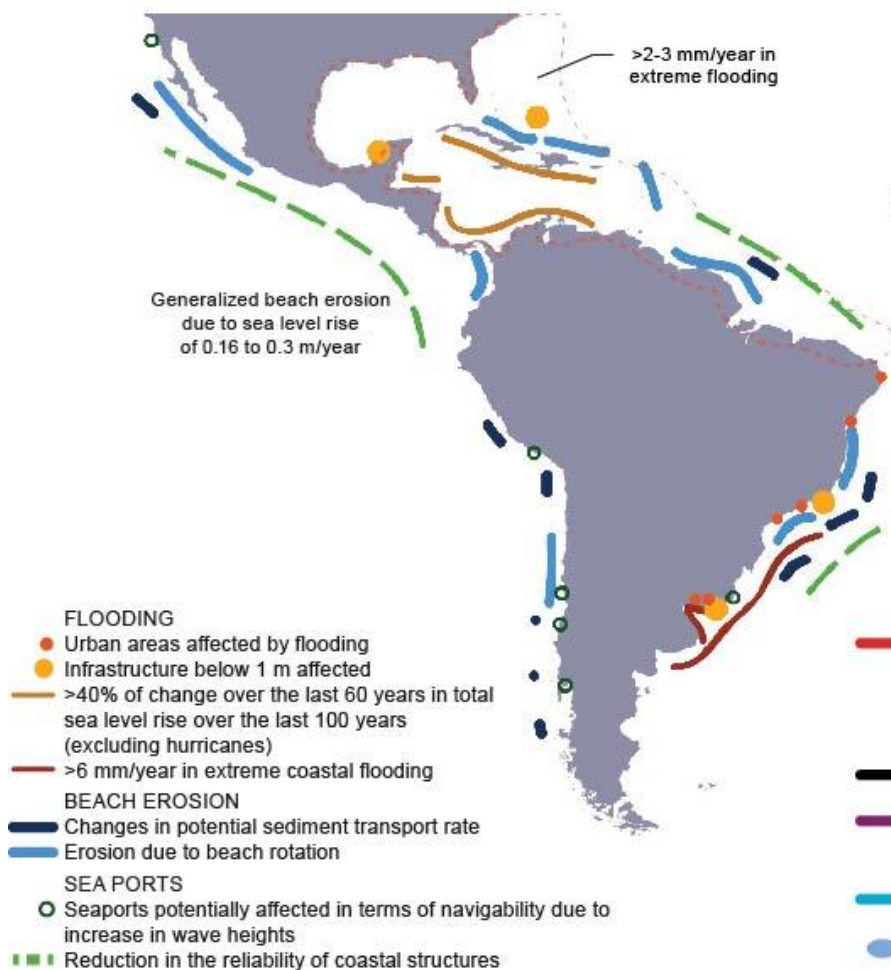 >2-3 mm/year in
extreme flooding
Generalized beach erosion
due to sea level rise
of 0.16 to 0.3 m/year
FLOODING
Urban areas affected by flooding
Infrastructure below 1 m affected
>40% of change over the last 60 years in total
sea level rise over the last 100 years
(excluding hurricanes)
>6 mm/year in extreme coastal flooding
BEACH EROSION
Changes in potential sediment transport rate
Erosion due to beach rotation
SEA PORTS
Seaports potentially affected in terms of navigability due to
increase in wave heights
Reduction in the reliability of coastal structures